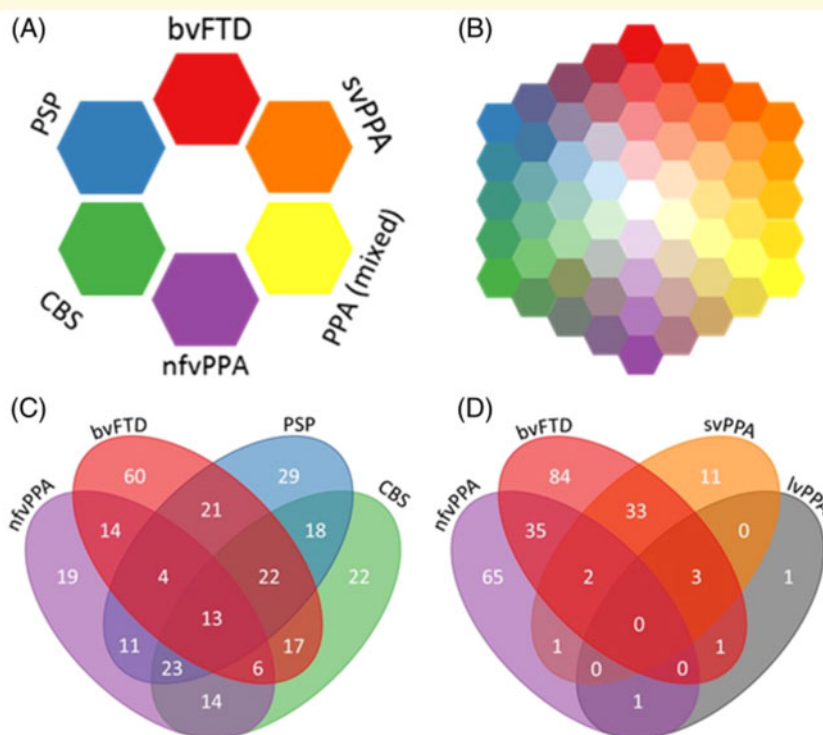 (A)
bvFTD
PSP
svPPA
CBS
PPA (mixed)
nfvPPA
(B)
(C)
bvFTD
PSP
nfvPPA
CBS
60
29
21
14
18
19
4
22
22
13
11
17
23
6
14
(D)
bvFTD
svPPA
nfvPPA
lvPPA
84
11
33
35
0
65
2
3
1
0
1
1
0
0
1